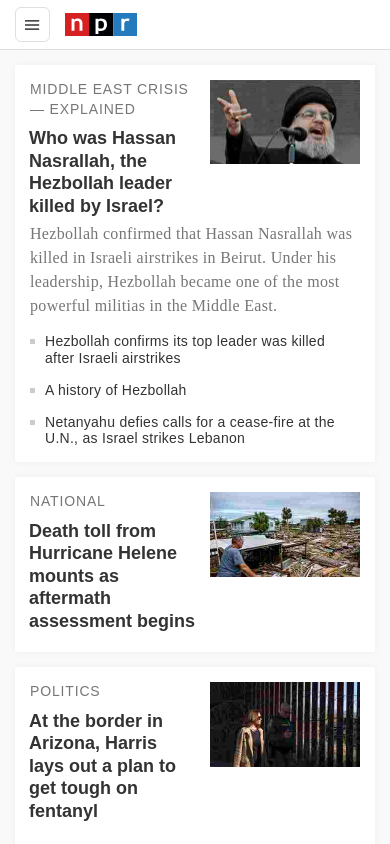 npr
MIDDLE EAST CRISIS
— EXPLAINED
Who was Hassan
Nasrallah, the
Hezbollah leader
killed by Israel?
Hezbollah confirmed that Hassan Nasrallah was
killed in Israeli airstrikes in Beirut. Under his
leadership, Hezbollah became one of the most
powerful militias in the Middle East.
Hezbollah confirms its top leader was killed
after Israeli airstrikes
A history of Hezbollah
Netanyahu defies calls for a cease-fire at the
U.N., as Israel strikes Lebanon
NATIONAL
Death toll from
Hurricane Helene
mounts as
aftermath
assessment begins
POLITICS
At the border in
Arizona, Harris
lays out a plan to
get tough on
fentanyl